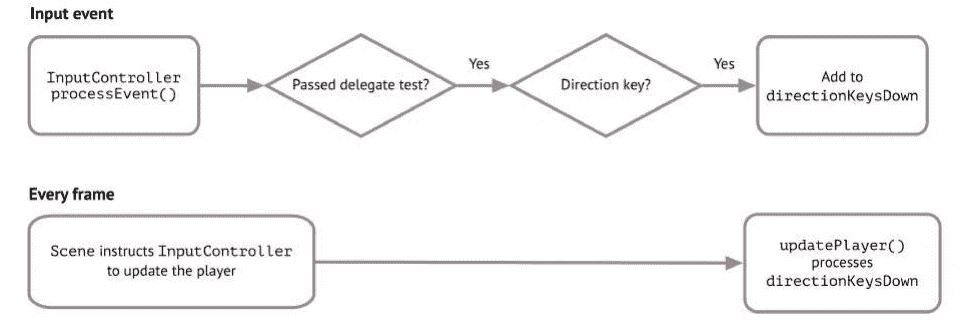 Input event
InputController
processEvent()
Passed delegate test?
Yes
Direction key?
Yes
Add to
directionKeysDown
Every frame
Scene instructs InputController
to update the player
updatePlayer()
processes
directionKeysDown